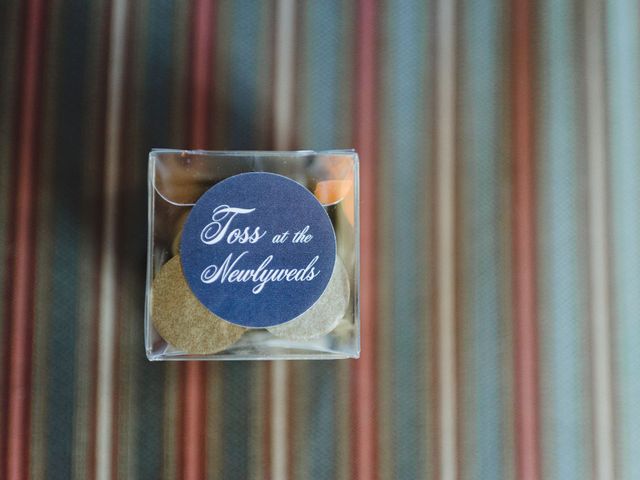 Toss at the
Newlyweds